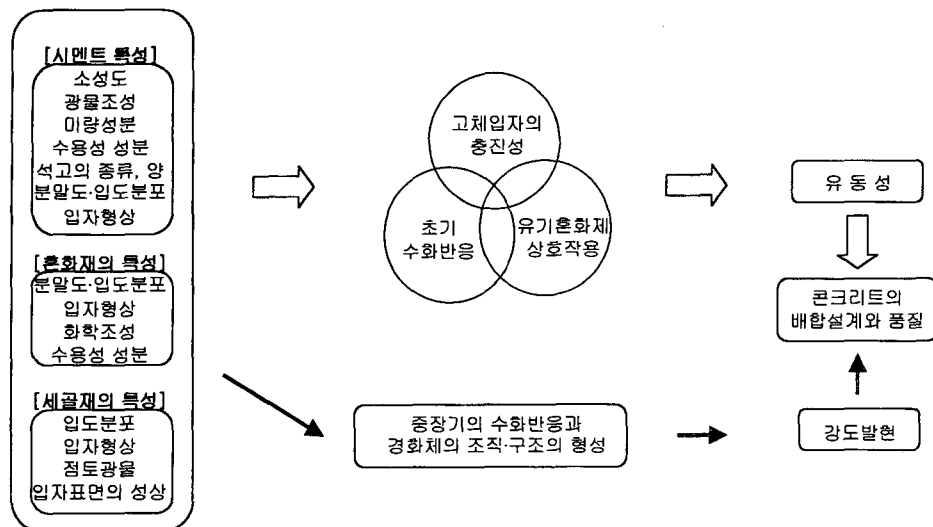 [시멘트 특성]
소성도
광물조성
미량성분
수용성 성분
석고의 종류, 양
분말도·입도분포
입자형상
[혼화재의 특성]
분말도·입도분포
입자형상
화학조성
수용성 성분
[세골재의 특성]
입도분포
입자형상
점토광물
입자표면의 성상
고체입자의
충진성
초기
수화반응
유기혼화제
상호작용
중장기의 수화반응과
경화체의 조직·구조의 형성
유동성
콘크리트의
배합설계와 품질
강도발현